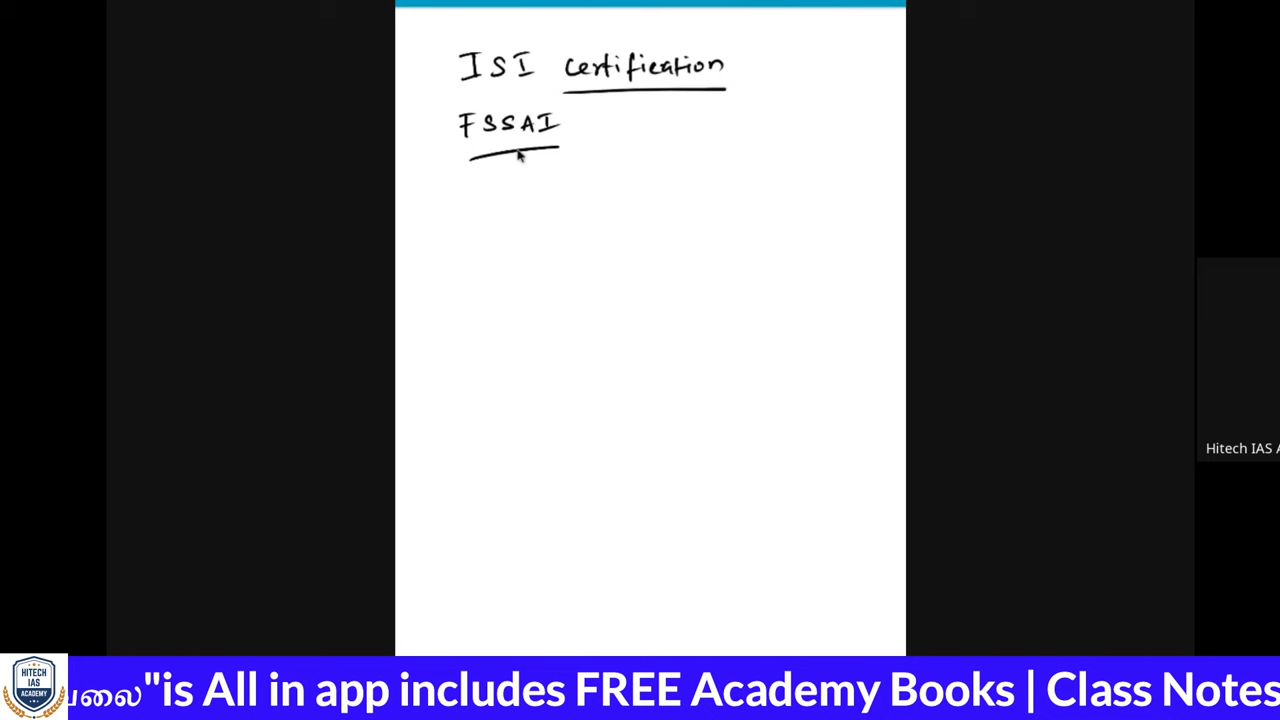 ISI certification
FSSAI
Hitech IAS
HITECH
IAS
ACADEMY
"is All in app includes FREE Academy Books | Class Notes